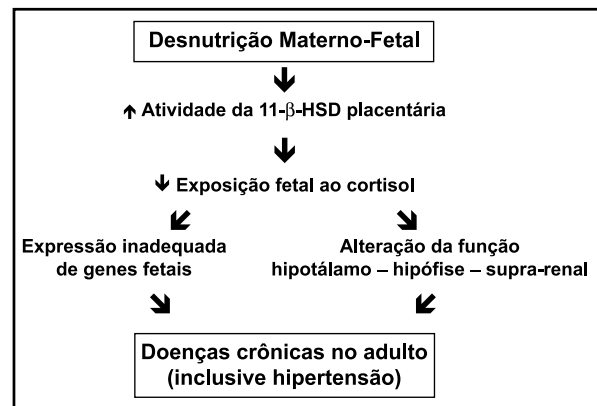 Desnutrição Materno-Fetal
↑ Atividade da 11-β-HSD placentária
↓ Exposição fetal ao cortisol
Expressão inadequada
de genes fetais
Alteração da função
hipotálamo – hipófise – supra-renal
Doenças crônicas no adulto
(inclusive hipertensão)